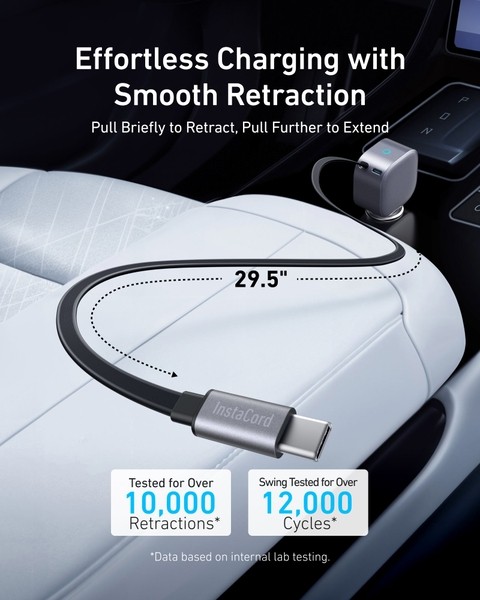 Effortless Charging with
Smooth Retraction
Pull Briefly to Retract, Pull Further to Extend
P
D
N
29.5"
InstaCord
Tested for Over
10,000
Retractions*
Swing Tested for Over
12,000
Cycles*
*Data based on internal lab testing.